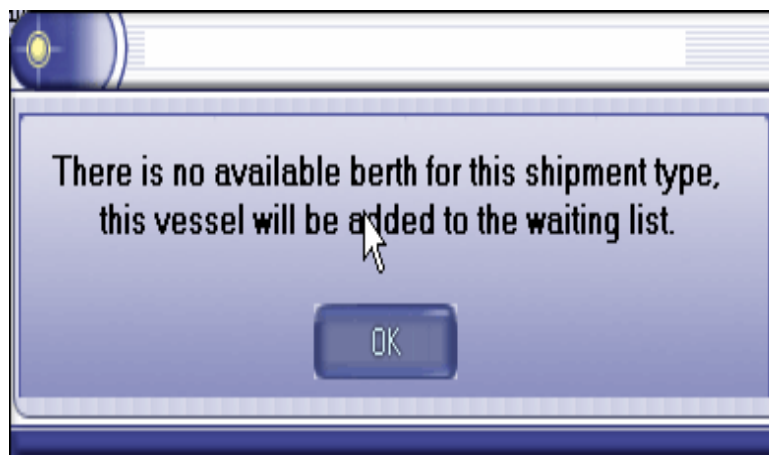 There is no available berth for this shipment type,
this vessel will be added to the waiting list.
OK